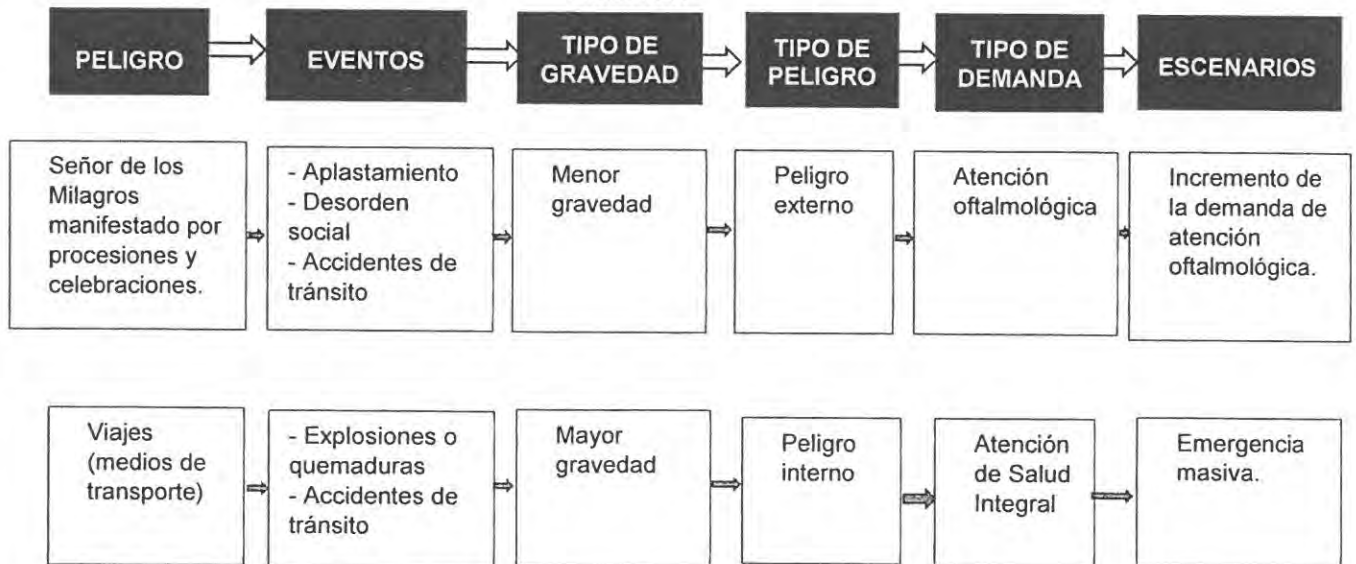 PELIGRO
EVENTOS
TIPO DE
GRAVEDAD
TIPO DE
PELIGRO
TIPO DE
DEMANDA
ESCENARIOS
Señor de los
Milagros
manifestado por
procesiones y
celebraciones.
- Aplastamiento
- Desorden
social
- Accidentes de
tránsito
Menor
gravedad
Peligro
externo
Atención
oftalmológica
Incremento de
la demanda de
atención
oftalmológica.
Viajes
(medios de
transporte)
- Explosiones o
quemaduras
- Accidentes de
tránsito
Mayor
gravedad
Peligro
interno
Atención
de Salud
Integral
Emergencia
masiva.